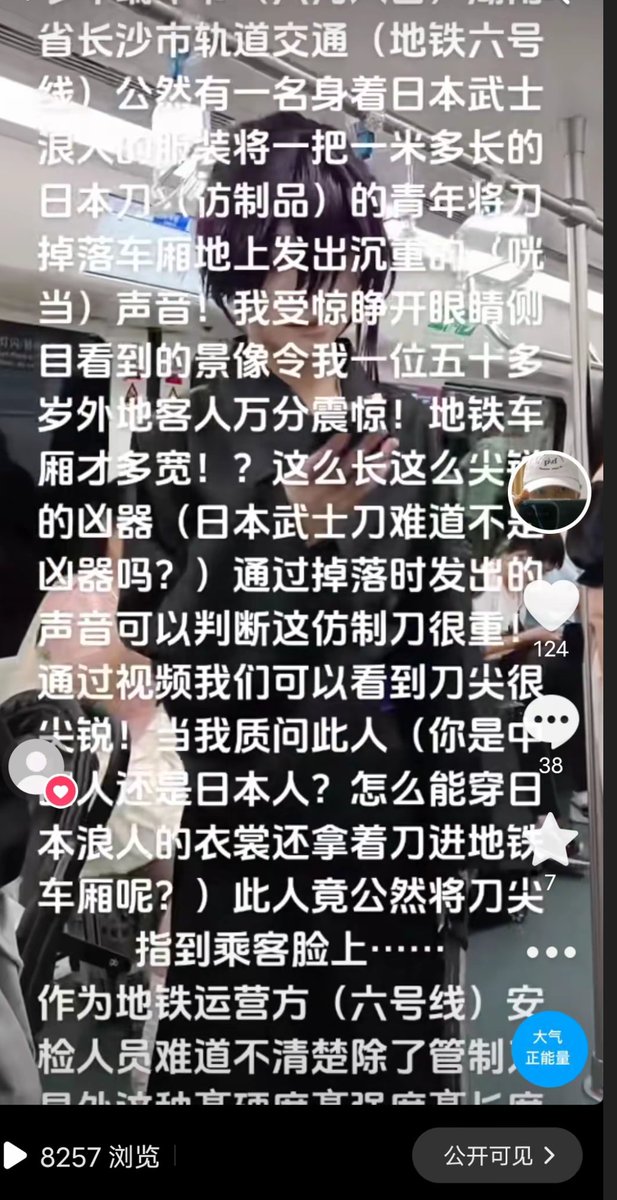 省长沙市轨道交通（地铁六号
线）公然有一名身着日本武士
浪人的服装将一把一米多长的
日本刀（仿制品）的青年将刀
掉落车厢地上发出沉重的（咣
当）声音！我受惊睁开眼睛侧
目看到的景像令我一位五十多
岁外地客人万分震惊！地铁车
厢才多宽！？这么长这么尖锐
的凶器（日本武士刀难道不是
凶器吗？）通过掉落时发出的
声音可以判断这仿制刀很重！
124
通过视频我们可以看到刀尖很
尖锐！当我质问此人（你是中
38
人还是日本人？怎么能穿日
本浪人的衣裳还拿着刀进地铁
7
车厢呢？）此人竟公然将刀尖
指到乘客脸上……
作为地铁运营方（六号线）安
大气
正能量
检人员难道不清楚除了管制刀
8257 浏览
公开可见